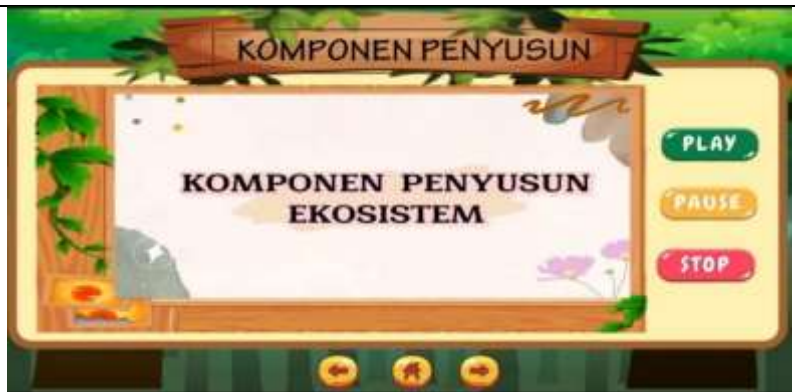 KOMPONEN PENYUSUN
KOMPONEN PENYUSUN
EKOSISTEM
PLAY
PAUSE
STOP